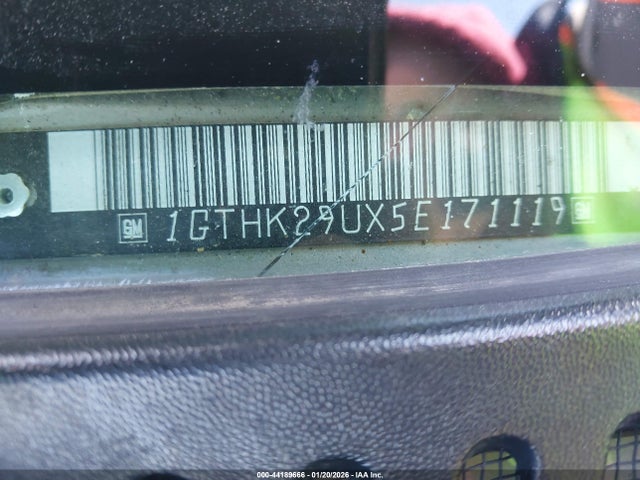 GM 1GTHK29UX5E171119 GM
000-44189666 - 01/20/2026 - © IAA Inc.